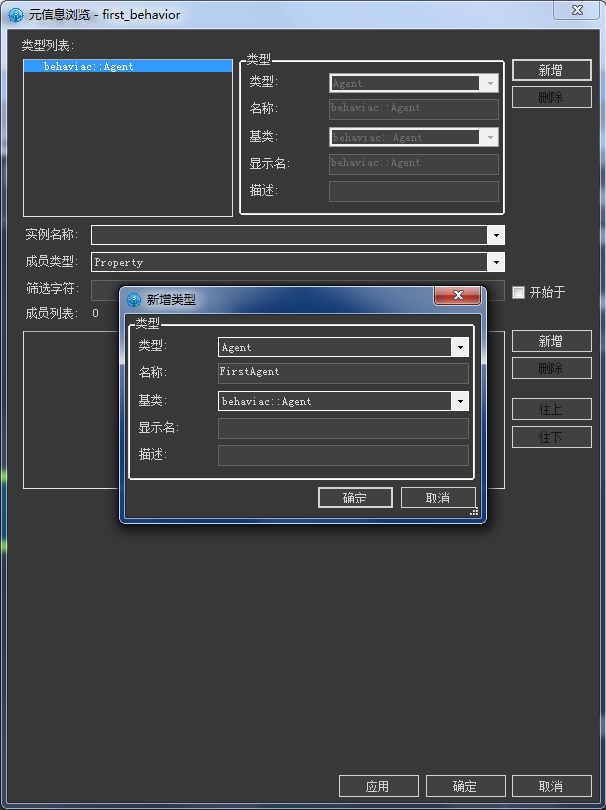 元信息浏览 - first_behavior
类型列表:
behaviac::Agent
类型
类型: Agent
名称: behaviac::Agent
基类: behaviac::Agent
显示名: behaviac::Agent
描述:
新增
删除
实例名称:
成员类型: Property
筛选字符:
开始于
成员列表: 0
新增
删除
往上
往下
新增类型
类型
类型: Agent
名称: FirstAgent
基类: behaviac::Agent
显示名:
描述:
确定 取消
应用 确定 取消